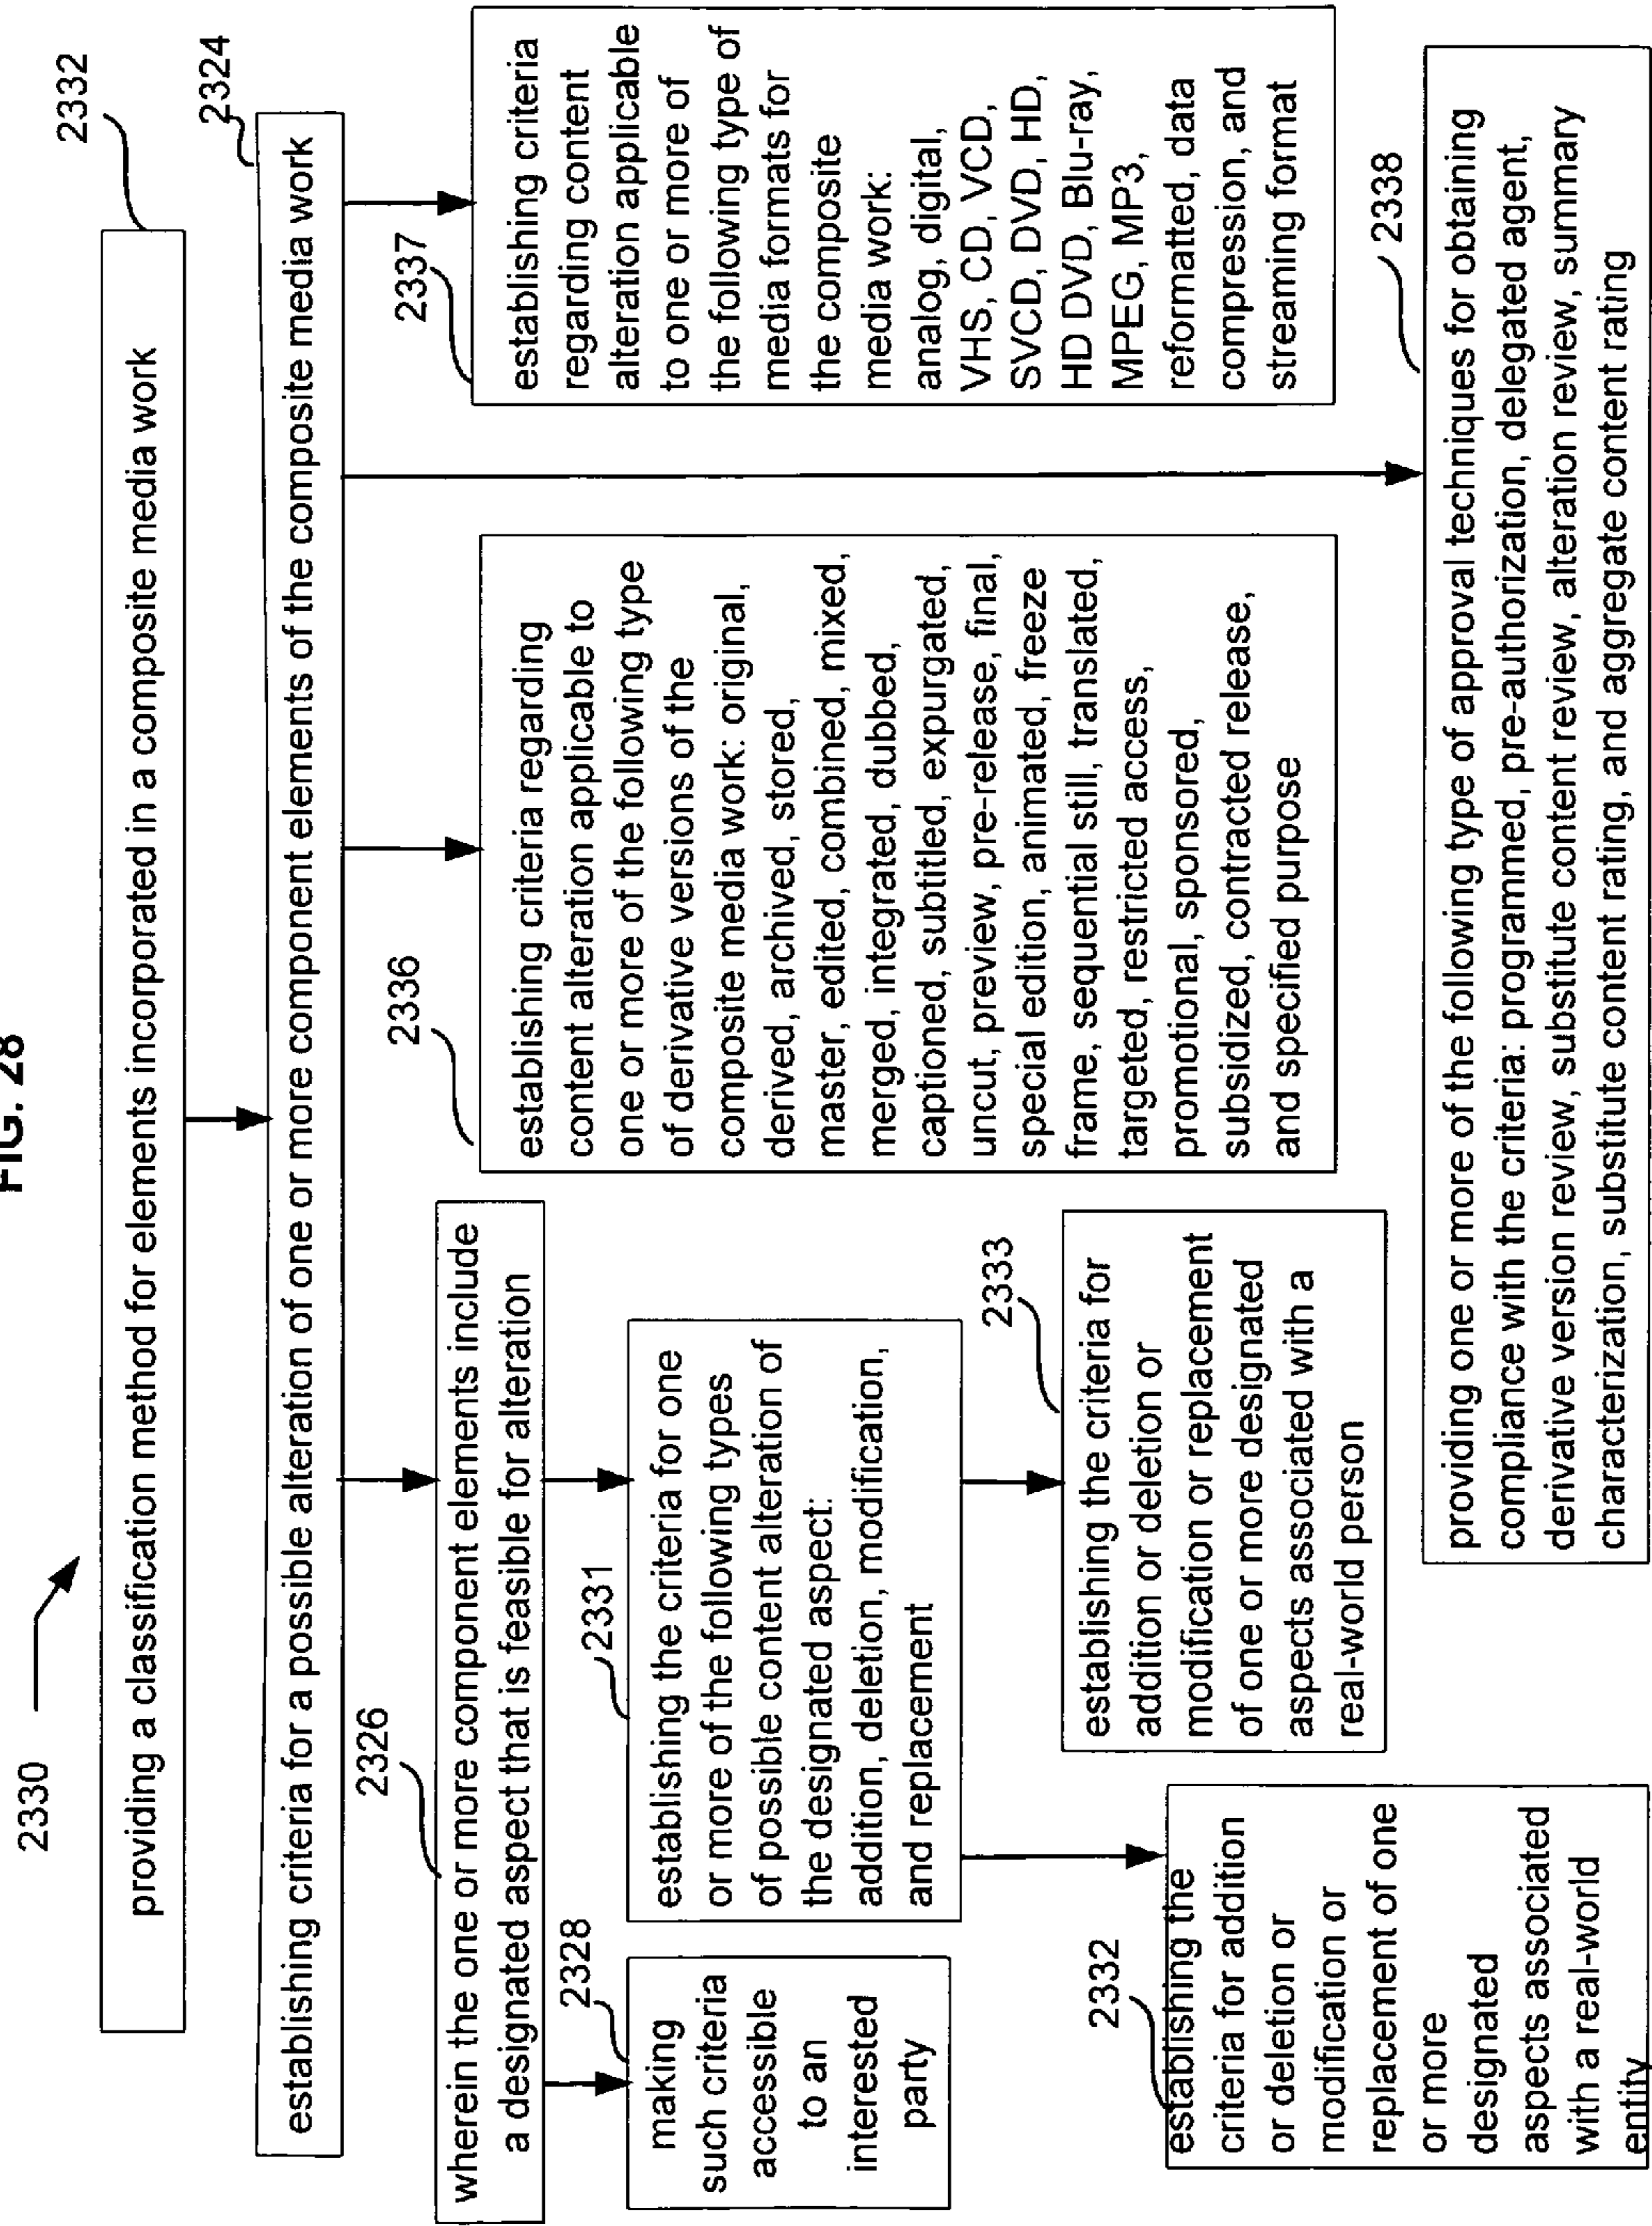 FIG. 28
2330
2332
providing a classification method for elements incorporated in a composite media work
2324
establishing criteria for a possible alteration of one or more component elements of the composite media work
2326
wherein the one or more component elements include
a designated aspect that is feasible for alteration
2328
making
such criteria
accessible
to an
interested
party
2331
establishing the criteria for one
or more of the following types
of possible content alteration of
the designated aspect:
addition, deletion, modification,
and replacement
2332
establishing the
criteria for addition
or deletion or
modification or
replacement of one
or more
designated
aspects associated
with a real-world
entity
2333
establishing the criteria for
addition or deletion or
modification or replacement
of one or more designated
aspects associated with a
real-world person
2336
establishing criteria regarding
content alteration applicable to
one or more of the following type
of derivative versions of the
composite media work: original,
derived, archived, stored,
master, edited, combined, mixed,
merged, integrated, dubbed,
captioned, subtitled, expurgated,
uncut, preview, pre-release, final,
special edition, animated, freeze
frame, sequential still, translated,
targeted, restricted access,
promotional, sponsored,
subsidized, contracted release,
and specified purpose
2337
establishing criteria
regarding content
alteration applicable
to one or more of
the following type of
media formats for
the composite
media work:
analog, digital,
VHS, CD, VCD,
SVCD, DVD, HD,
HD DVD, Blu-ray,
MPEG, MP3,
reformatted, data
compression, and
streaming format
2338
providing one or more of the following type of approval techniques for obtaining
compliance with the criteria: programmed, pre-authorization, delegated agent,
derivative version review, substitute content review, alteration review, summary
characterization, substitute content rating, and aggregate content rating